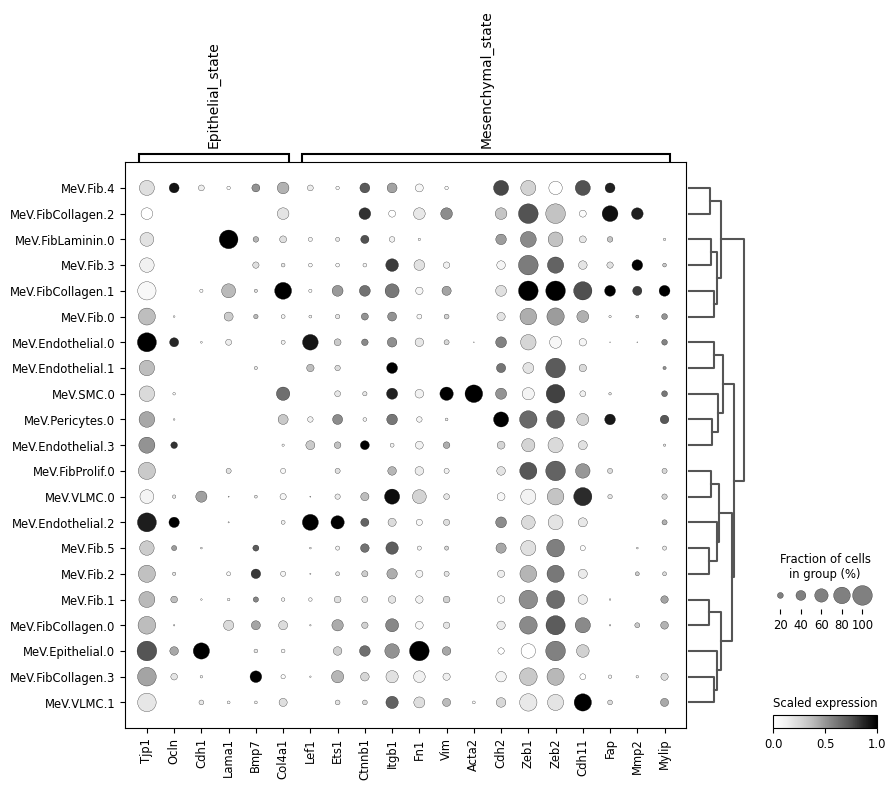 Epithelial_state
Mesenchymal_state
MeV.Fib.4
MeV.FibCollagen.2
MeV.FibLaminin.0
MeV.Fib.3
MeV.FibCollagen.1
MeV.Fib.0
MeV.Endothelial.0
MeV.Endothelial.1
MeV.SMC.0
MeV.Pericytes.0
MeV.Endothelial.3
MeV.FibProlif.0
MeV.VLMC.0
MeV.Endothelial.2
MeV.Fib.5
MeV.Fib.2
MeV.Fib.1
MeV.FibCollagen.0
MeV.Epithelial.0
MeV.FibCollagen.3
MeV.VLMC.1
Tjp1 Ocln Cdh1 Lama1 Bmp7 Col4a1 Lef1 Ets1 Ctnnb1 Itgb1 Fn1 Vim Acta2 Cdh2 Zeb1 Zeb2 Cdh11 Fap Mmp2 Mylip
Fraction of cells
in group (%)
20 40 60 80 100
Scaled expression
0.0 0.5 1.0